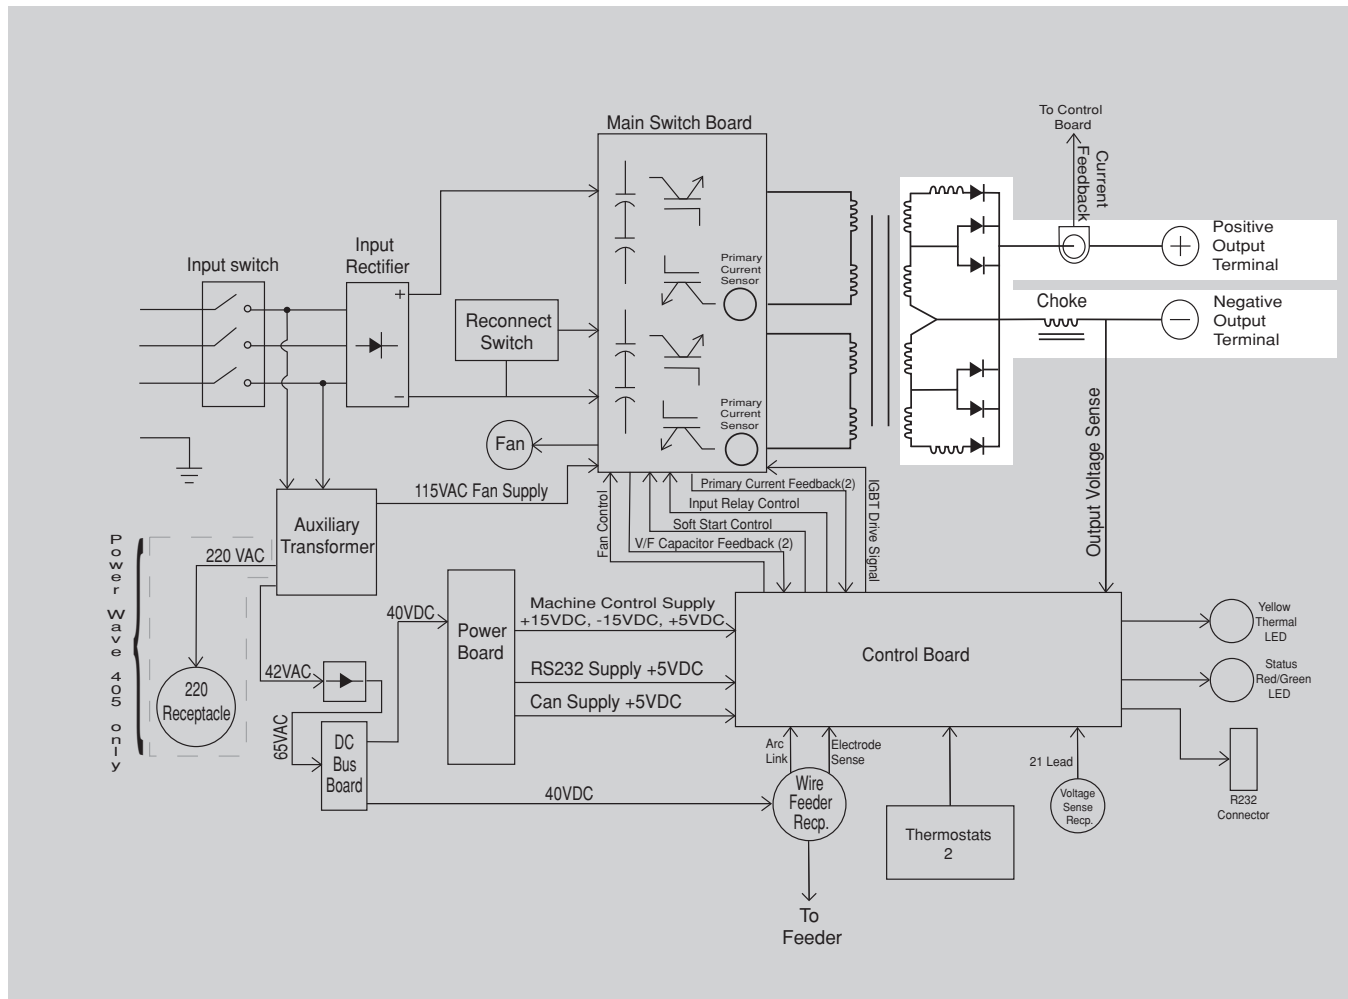 To Control
Board
Current
Feedback
Main Switch Board
Positive
Output
Terminal
Input
Rectifier
Input switch
Primary
Current
Sensor
+
+
Reconnect
Switch
Choke
Negative
Output
Terminal
−
−
Primary
Current
Sensor
Fan
Output Voltage Sense
115VAC Fan Supply
Fan Control
Primary Current Feedback(2)
Input Relay Control
Soft Start Control
V/F Capacitor Feedback (2)
IGBT Drive Signal
Auxiliary
Transformer
Power Wave 405 only
220 VAC
40VDC
Power
Board
Machine Control Supply
+15VDC, -15VDC, +5VDC
RS232 Supply +5VDC
Can Supply +5VDC
Control Board
Yellow
Thermal
LED
Status
Red/Green
LED
42VAC
220
Receptacle
65VAC
DC
Bus
Board
40VDC
Arc
Link
Electrode
Sense
Wire
Feeder
Recp.
21 Lead
Voltage
Sense
Recp.
Thermostats
2
R232
Connector
To
Feeder